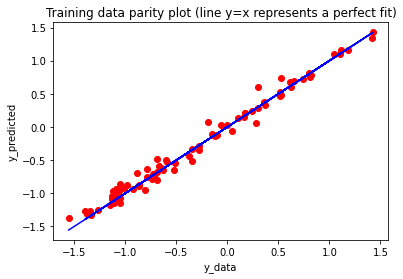 Training data parity plot (line y=x represents a perfect fit)
1.5
1.0
0.5
0.0
−0.5
−1.0
−1.5
y_predicted
−1.5 −1.0 −0.5 0.0 0.5 1.0 1.5
y_data